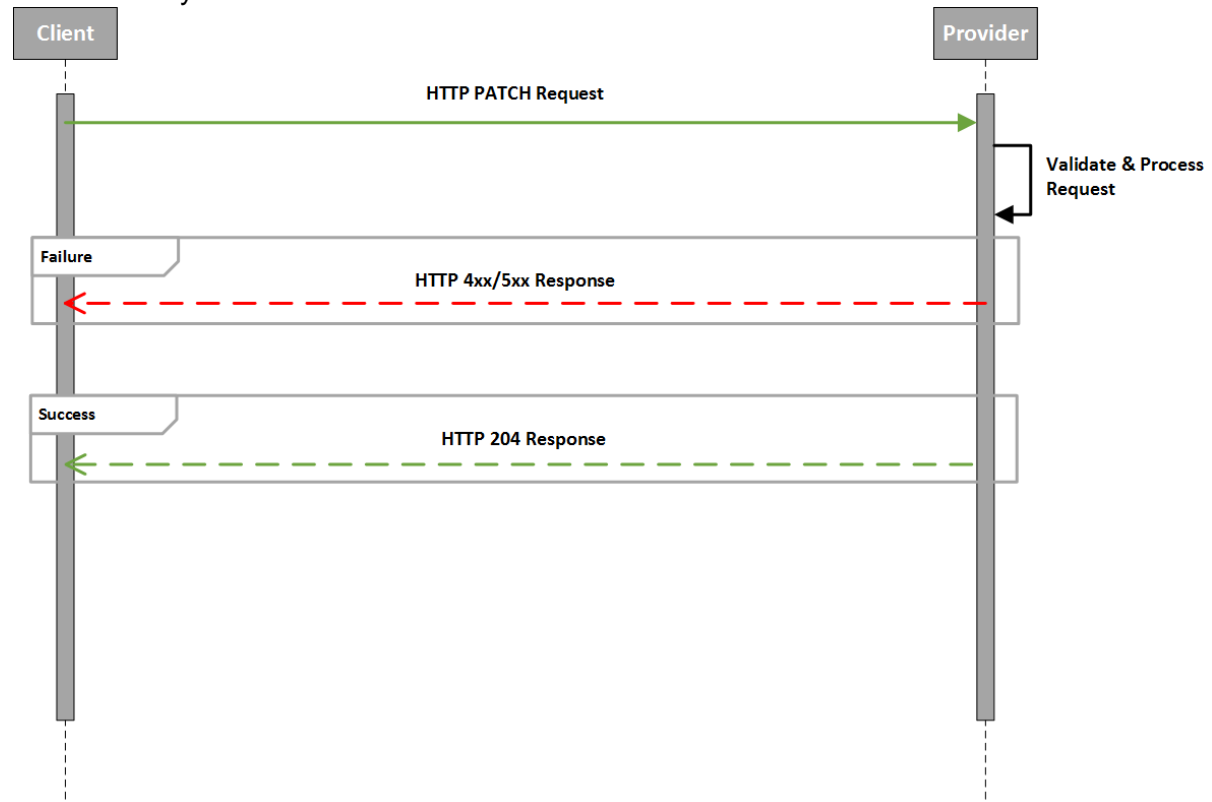 Client
Provider
HTTP PATCH Request
Validate & Process
Request
Failure
HTTP 4xx/5xx Response
Success
HTTP 204 Response